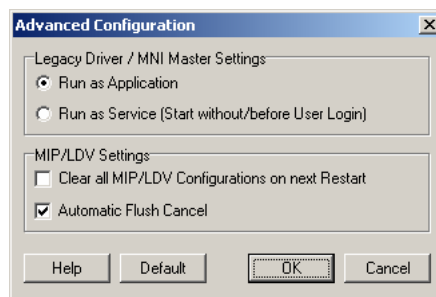 Advanced Configuration
Legacy Driver / MNI Master Settings
Run as Application
Run as Service (Start without/before User Login)
MIP/LDV Settings
Clear all MIP/LDV Configurations on next Restart
Automatic Flush Cancel
Help Default OK Cancel